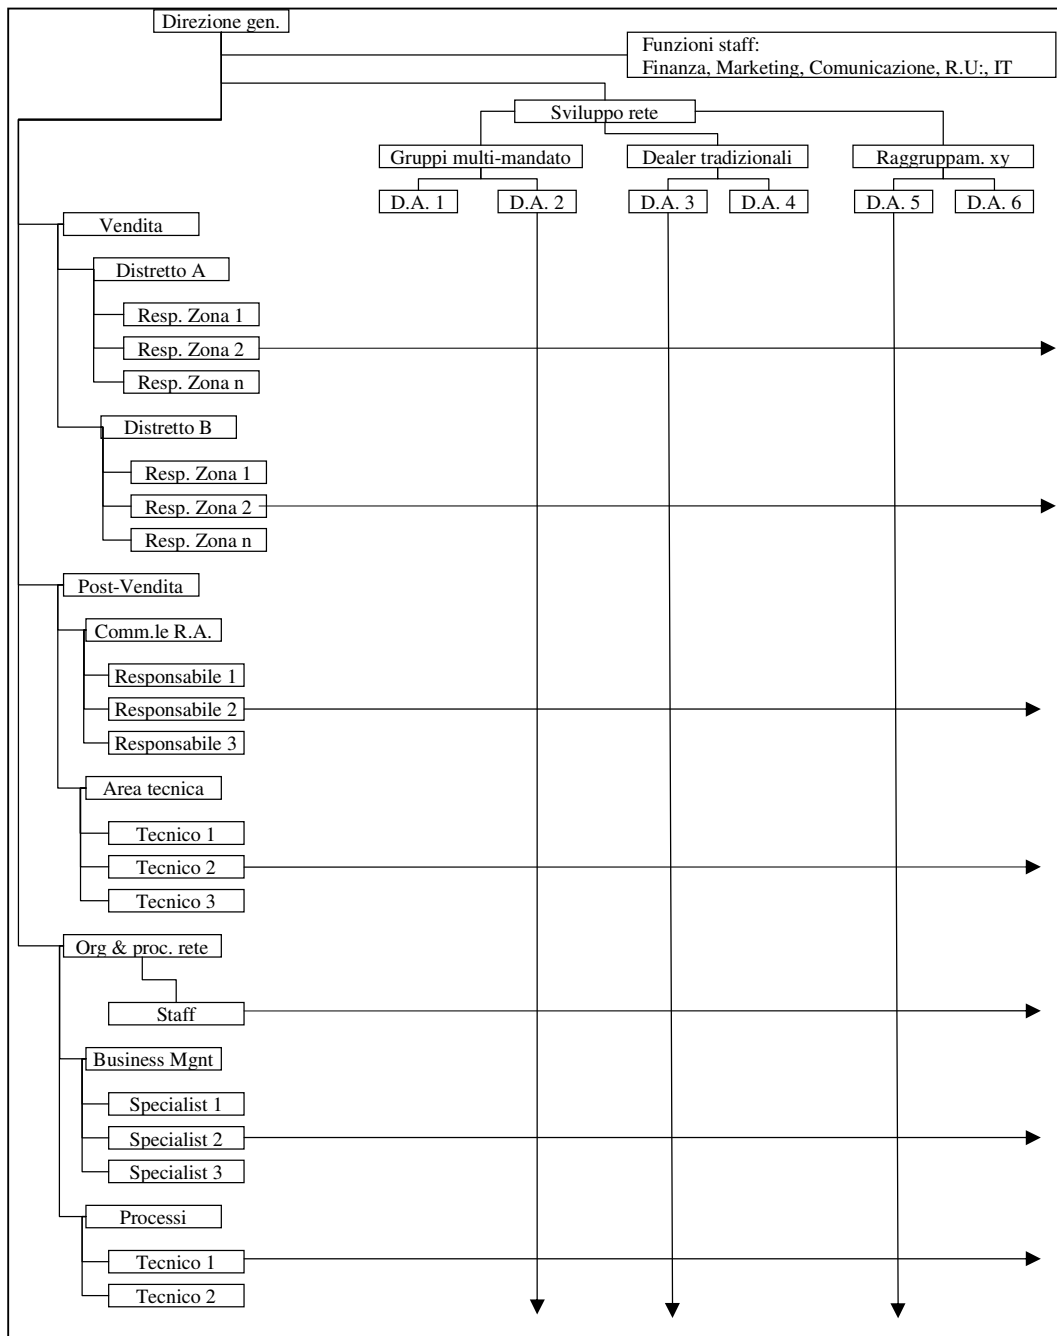 Direzione gen.
Funzioni staff:
Finanza, Marketing, Comunicazione, R.U:, IT
Sviluppo rete
Gruppi multi-mandato
Dealer tradizionali
Raggruppam. xy
D.A. 1
D.A. 2
D.A. 3
D.A. 4
D.A. 5
D.A. 6
Vendita
Distretto A
Resp. Zona 1
Resp. Zona 2
Resp. Zona n
Distretto B
Resp. Zona 1
Resp. Zona 2
Resp. Zona n
Post-Vendita
Comm.le R.A.
Responsabile 1
Responsabile 2
Responsabile 3
Area tecnica
Tecnico 1
Tecnico 2
Tecnico 3
Org & proc. rete
Staff
Business Mgnt
Specialist 1
Specialist 2
Specialist 3
Processi
Tecnico 1
Tecnico 2